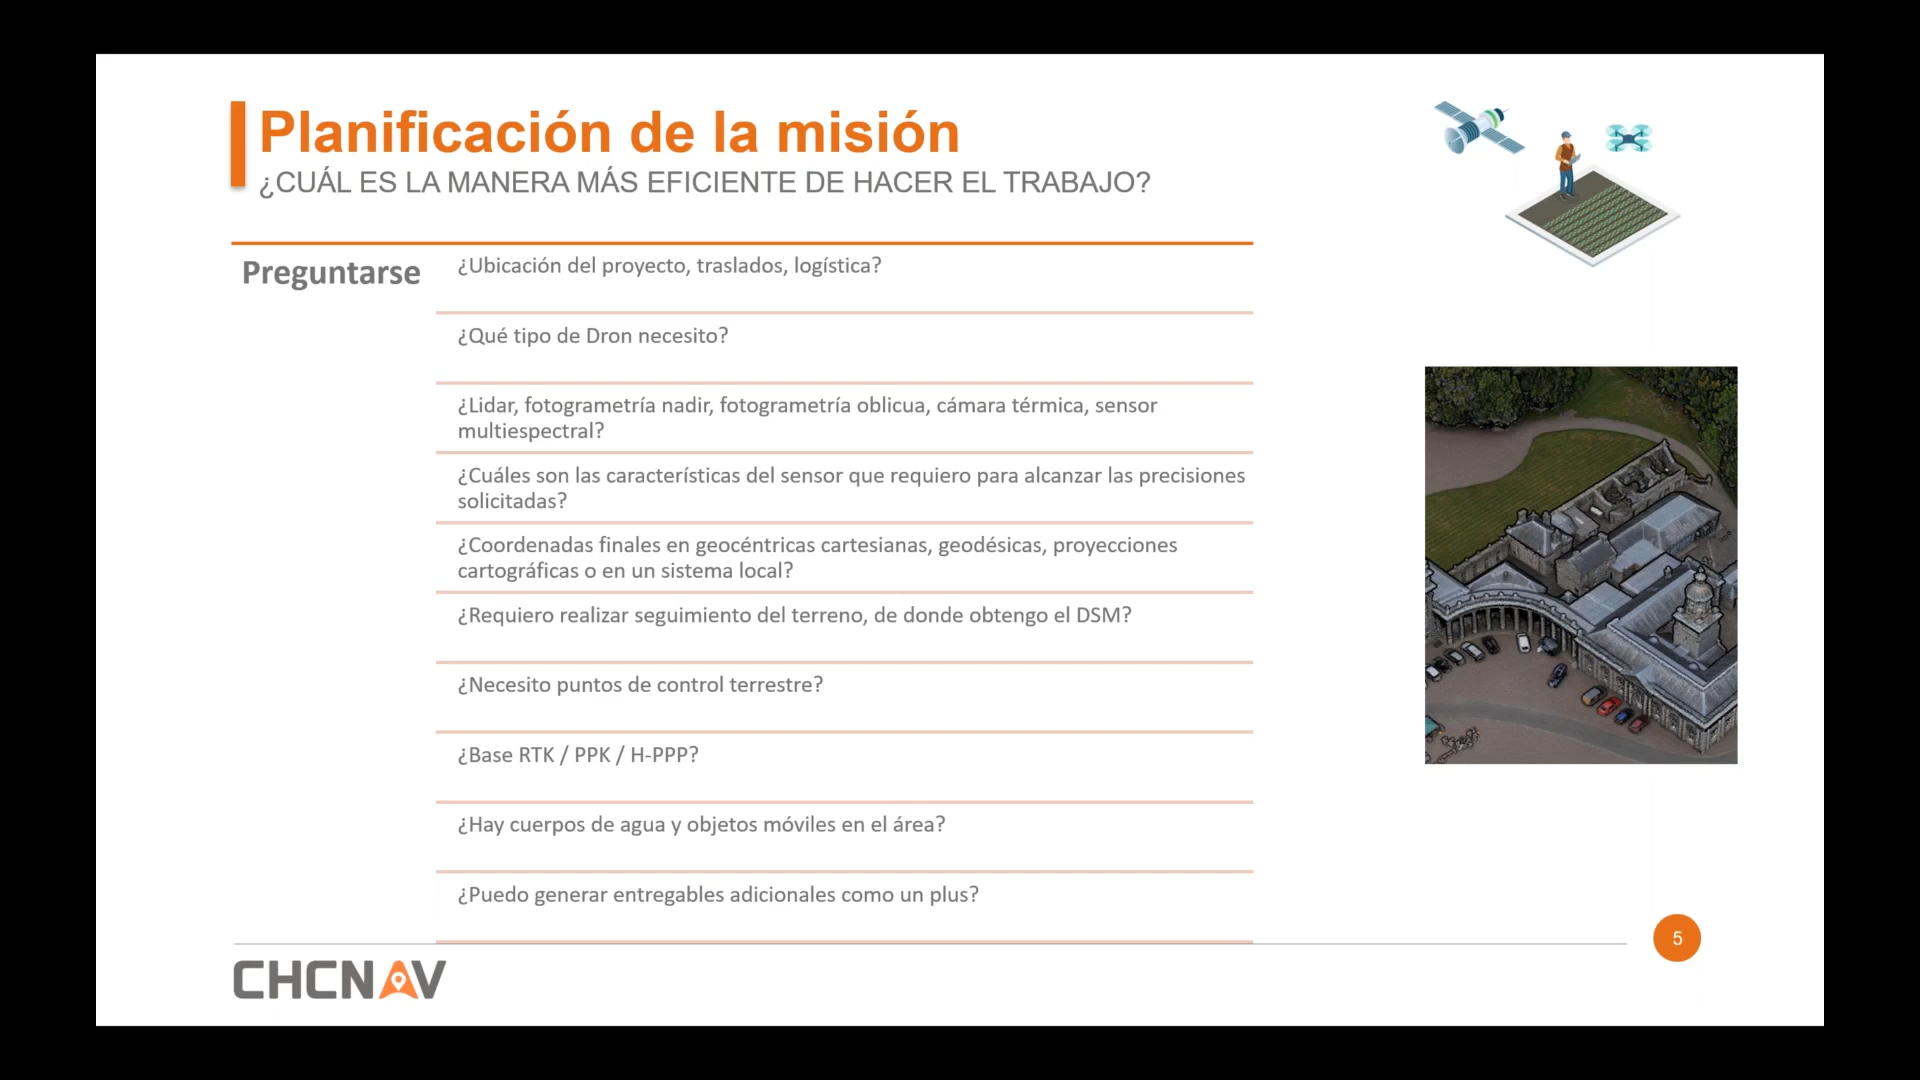 Planificación de la misión
¿CUÁL ES LA MANERA MÁS EFICIENTE DE HACER EL TRABAJO?
Preguntarse
¿Ubicación del proyecto, traslados, logística?
¿Qué tipo de Dron necesito?
¿Lidar, fotogrametría nadir, fotogrametría oblicua, cámara térmica, sensor
multiespectral?
¿Cuáles son las características del sensor que requiero para alcanzar las precisiones
solicitadas?
¿Coordenadas finales en geocéntricas cartesianas, geodésicas, proyecciones
cartográficas o en un sistema local?
¿Requiero realizar seguimiento del terreno, de donde obtengo el DSM?
¿Necesito puntos de control terrestre?
¿Base RTK / PPK / H-PPP?
¿Hay cuerpos de agua y objetos móviles en el área?
¿Puedo generar entregables adicionales como un plus?
5
CHCNAV